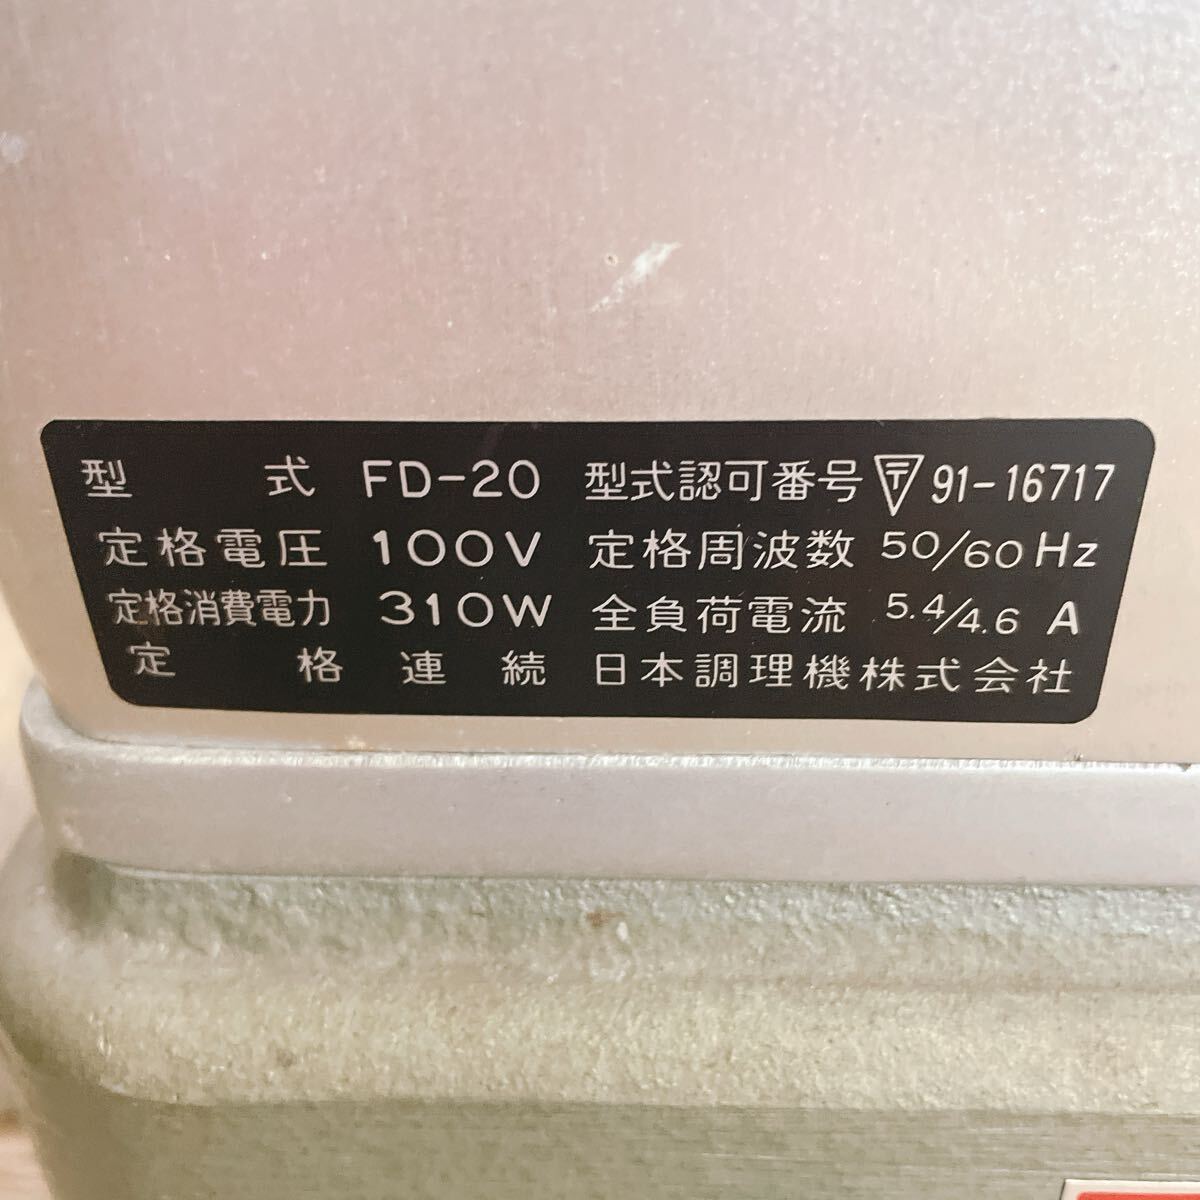 型式 FD-20 型式認可番号 〒 91-16717
定格電圧 100V 定格周波数 50/60 Hz
定格消費電力 310W 全負荷電流 5.4/4.6 A
定格 連続 日本調理機株式会社